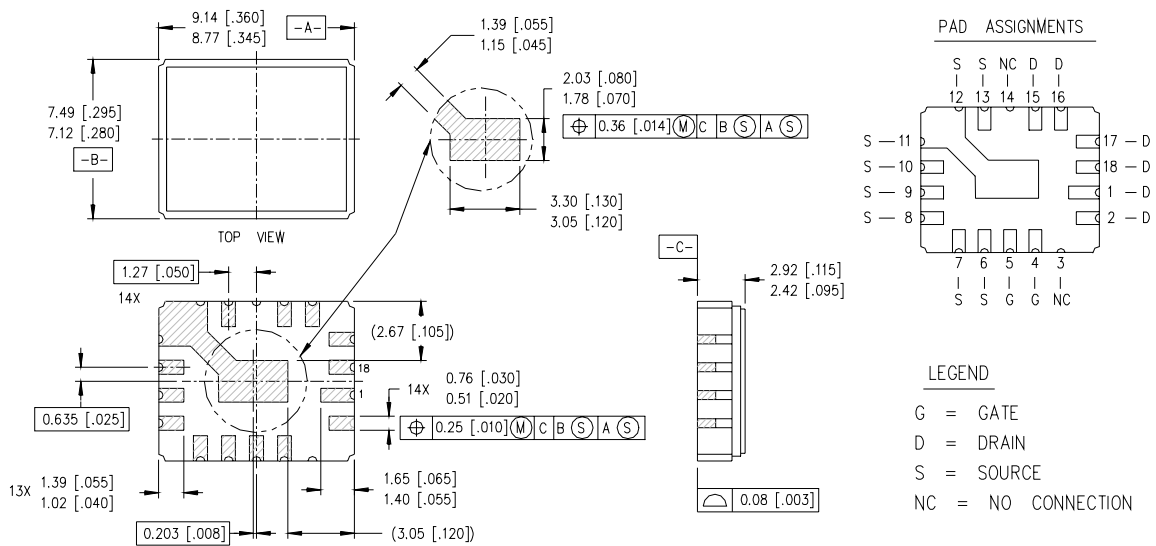 9.14 [.360]
8.77 [.345]
-A-
7.49 [.295]
7.12 [.280]
-B-
TOP VIEW
1.39 [.055]
1.15 [.045]
2.03 [.080]
1.78 [.070]
⌖ 0.36 [.014] Ⓜ C B Ⓢ A Ⓢ
3.30 [.130]
3.05 [.120]
1.27 [.050]
14X
(2.67 [.105])
18
1
0.635 [.025]
14X 0.76 [.030]
0.51 [.020]
⌖ 0.25 [.010] Ⓜ C B Ⓢ A Ⓢ
13X 1.39 [.055]
1.02 [.040]
1.65 [.065]
1.40 [.055]
0.203 [.008]
(3.05 [.120])
-C-
2.92 [.115]
2.42 [.095]
⌓ 0.08 [.003]
PAD ASSIGNMENTS
S S NC D D
12 13 14 15 16
S — 11
S — 10
S — 9
S — 8
17 — D
18 — D
1 — D
2 — D
7 6 5 4 3
S S G G NC
LEGEND
G = GATE
D = DRAIN
S = SOURCE
NC = NO CONNECTION